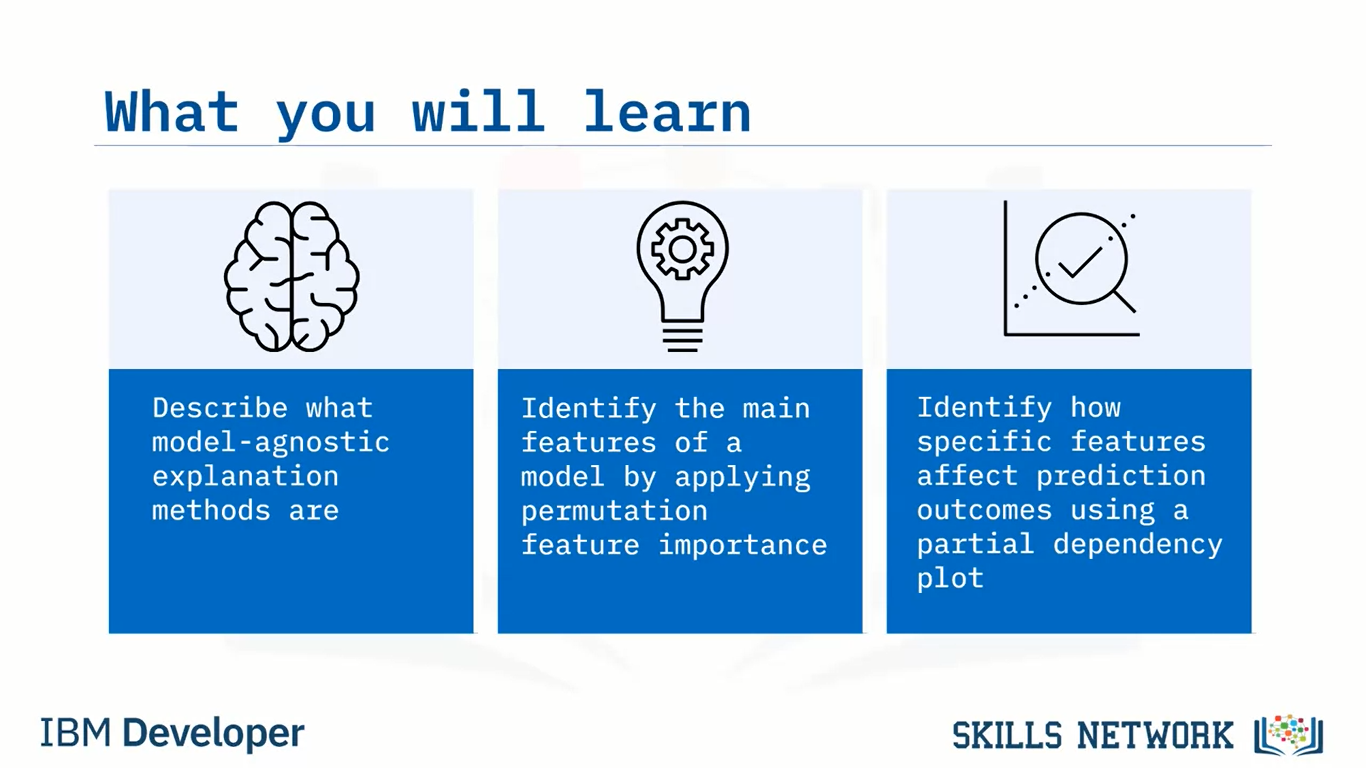 What you will learn
Describe what
model-agnostic
explanation
methods are
Identify the main
features of a
model by applying
permutation
feature importance
Identify how
specific features
affect prediction
outcomes using a
partial dependency
plot
IBM Developer
SKILLS NETWORK